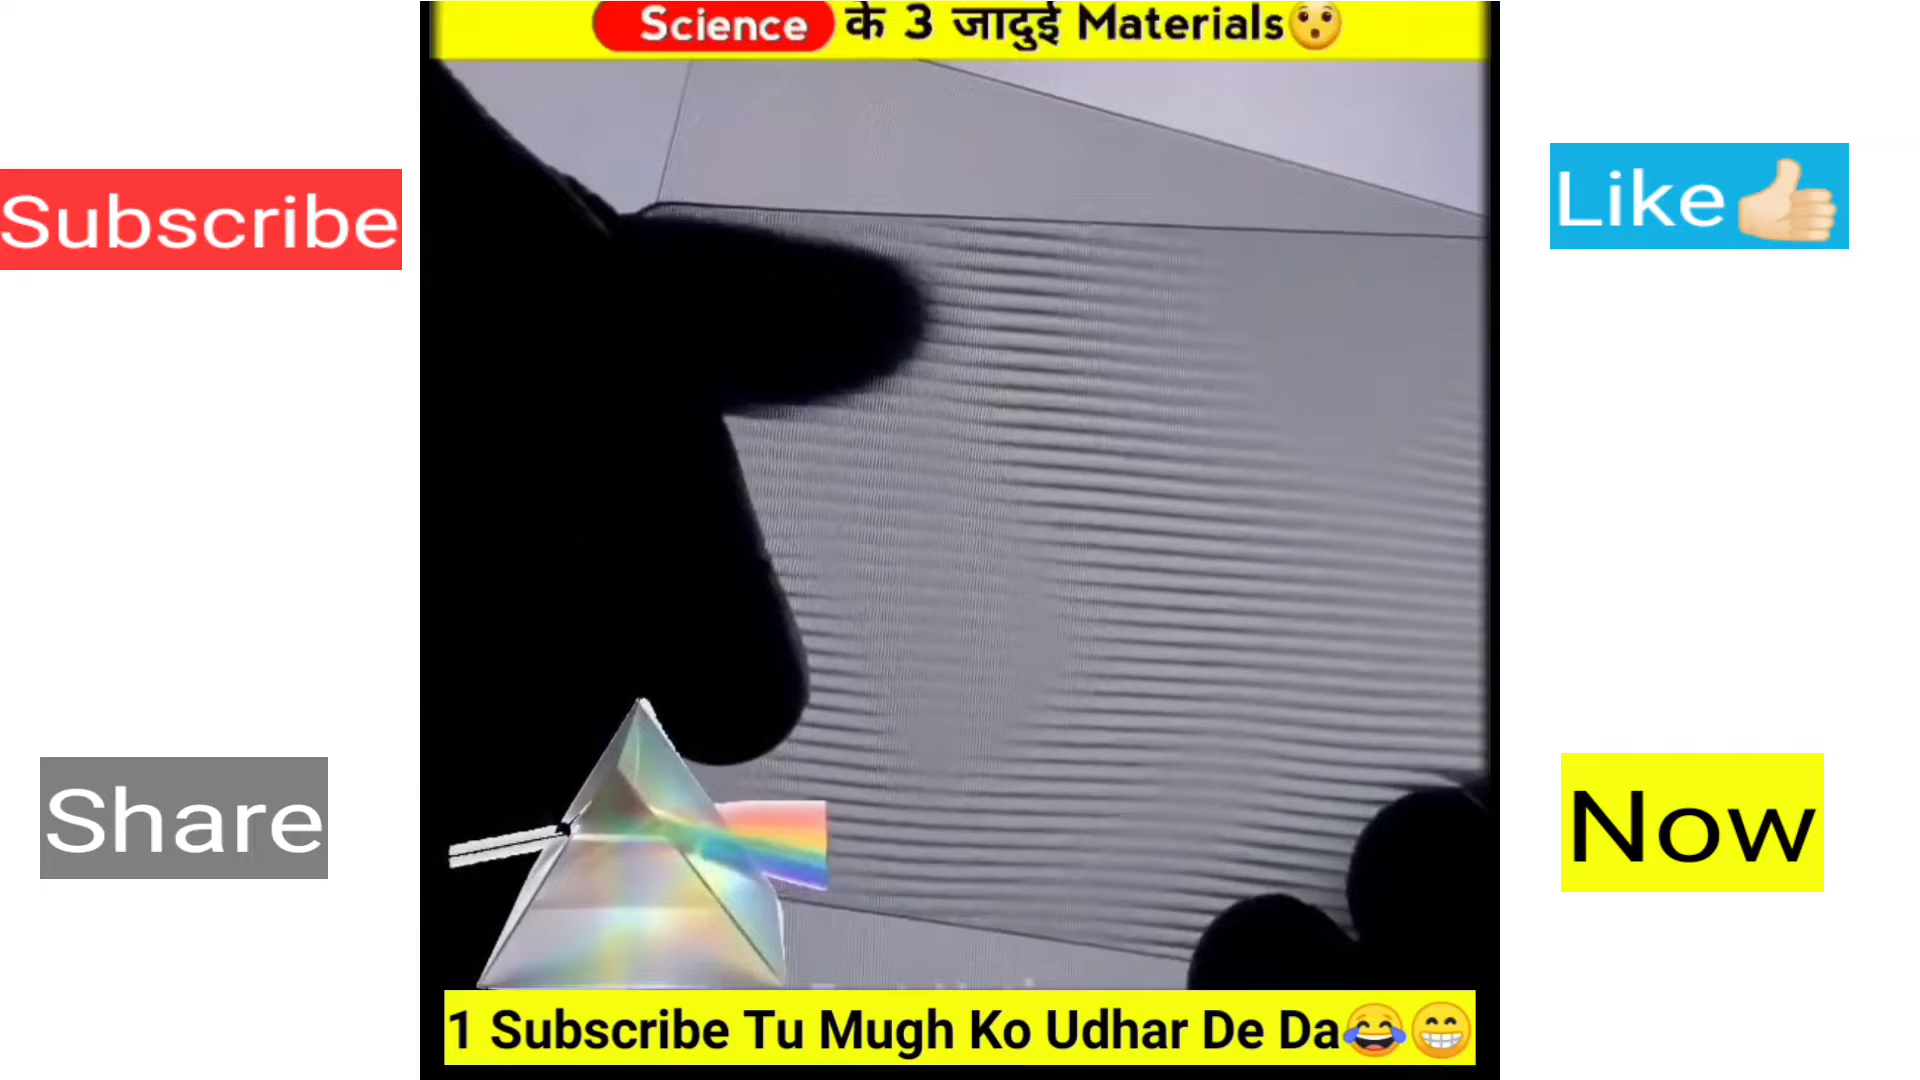 Science के 3 जादुई Materials😯
Subscribe
Like👍🏻
Share
Now
1 Subscribe Tu Mugh Ko Udhar De Da😂😁